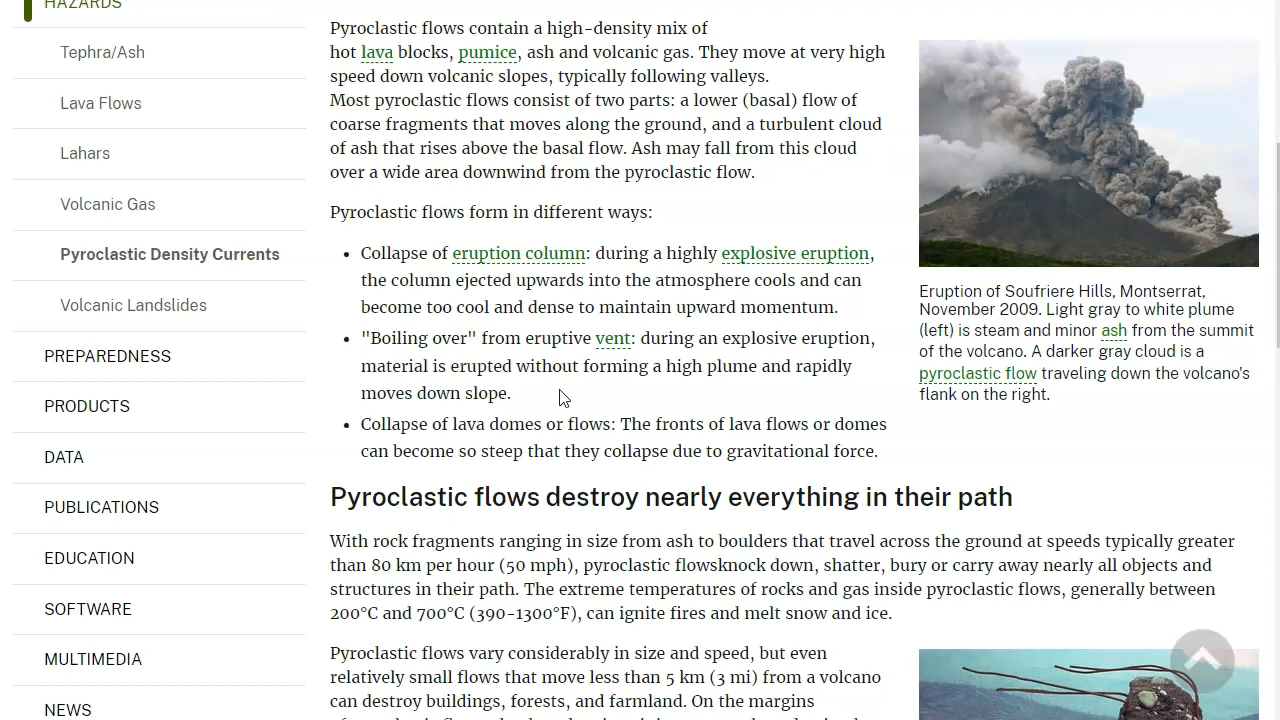 HAZARDS
Tephra/Ash
Lava Flows
Lahars
Volcanic Gas
Pyroclastic Density Currents
Volcanic Landslides
PREPAREDNESS
PRODUCTS
DATA
PUBLICATIONS
EDUCATION
SOFTWARE
MULTIMEDIA
NEWS
Pyroclastic flows contain a high-density mix of
hot lava blocks, pumice, ash and volcanic gas. They move at very high
speed down volcanic slopes, typically following valleys.
Most pyroclastic flows consist of two parts: a lower (basal) flow of
coarse fragments that moves along the ground, and a turbulent cloud
of ash that rises above the basal flow. Ash may fall from this cloud
over a wide area downwind from the pyroclastic flow.
Pyroclastic flows form in different ways:
• Collapse of eruption column: during a highly explosive eruption,
the column ejected upwards into the atmosphere cools and can
become too cool and dense to maintain upward momentum.
• "Boiling over" from eruptive vent: during an explosive eruption,
material is erupted without forming a high plume and rapidly
moves down slope.
• Collapse of lava domes or flows: The fronts of lava flows or domes
can become so steep that they collapse due to gravitational force.
Eruption of Soufriere Hills, Montserrat,
November 2009. Light gray to white plume
(left) is steam and minor ash from the summit
of the volcano. A darker gray cloud is a
pyroclastic flow traveling down the volcano's
flank on the right.
Pyroclastic flows destroy nearly everything in their path
With rock fragments ranging in size from ash to boulders that travel across the ground at speeds typically greater
than 80 km per hour (50 mph), pyroclastic flowsknock down, shatter, bury or carry away nearly all objects and
structures in their path. The extreme temperatures of rocks and gas inside pyroclastic flows, generally between
200°C and 700°C (390-1300°F), can ignite fires and melt snow and ice.
Pyroclastic flows vary considerably in size and speed, but even
relatively small flows that move less than 5 km (3 mi) from a volcano
can destroy buildings, forests, and farmland. On the margins